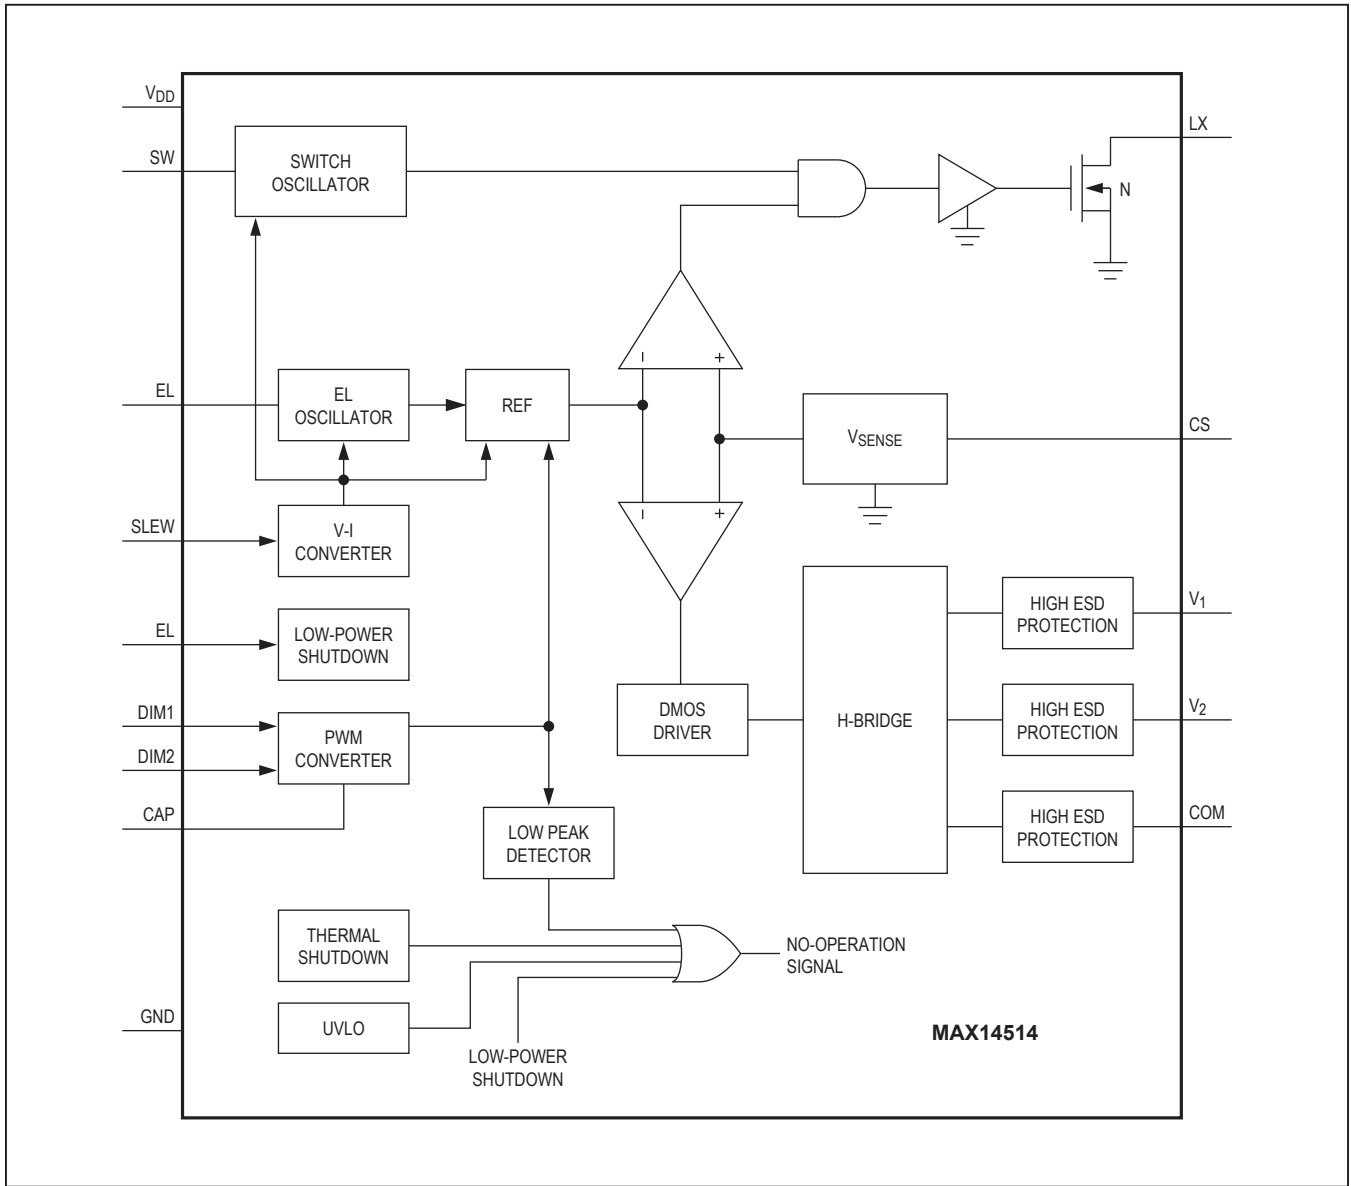 VDD
LX
SW
SWITCH
OSCILLATOR
N
EL
EL
OSCILLATOR
REF
– +
VSENSE
CS
SLEW
V-I
CONVERTER
– +
EL
LOW-POWER
SHUTDOWN
HIGH ESD
PROTECTION
V1
DIM1
DIM2
PWM
CONVERTER
DMOS
DRIVER
H-BRIDGE
HIGH ESD
PROTECTION
V2
CAP
LOW PEAK
DETECTOR
HIGH ESD
PROTECTION
COM
THERMAL
SHUTDOWN
NO-OPERATION
SIGNAL
GND
UVLO
LOW-POWER
SHUTDOWN
MAX14514